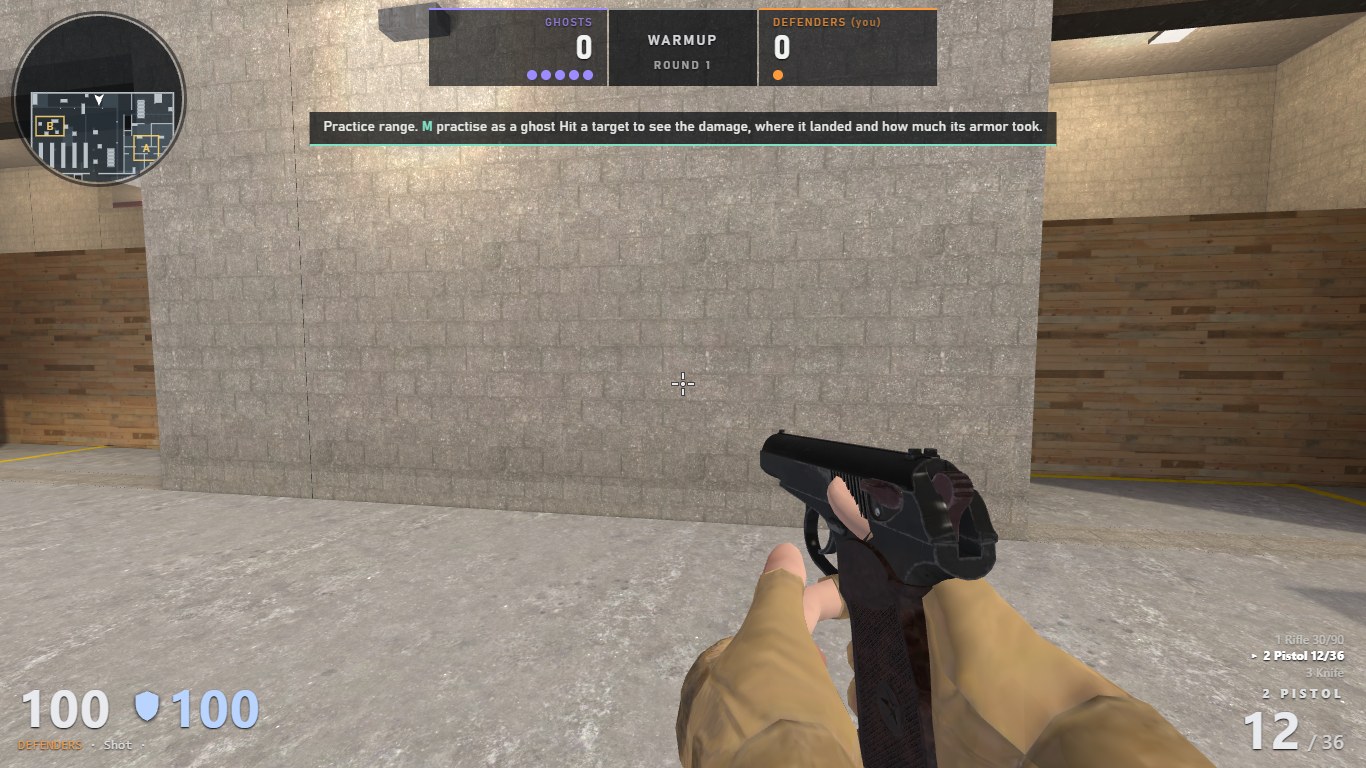 GHOSTS
0
WARMUP
ROUND 1
DEFENDERS (you)
0
Practice range. M practise as a ghost Hit a target to see the damage, where it landed and how much its armor took.
B
A
1 Rifle 30/90
▸ 2 Pistol 12/36
3 Knife
2 PISTOL
12 / 36
100 100
DEFENDERS · Shot ·